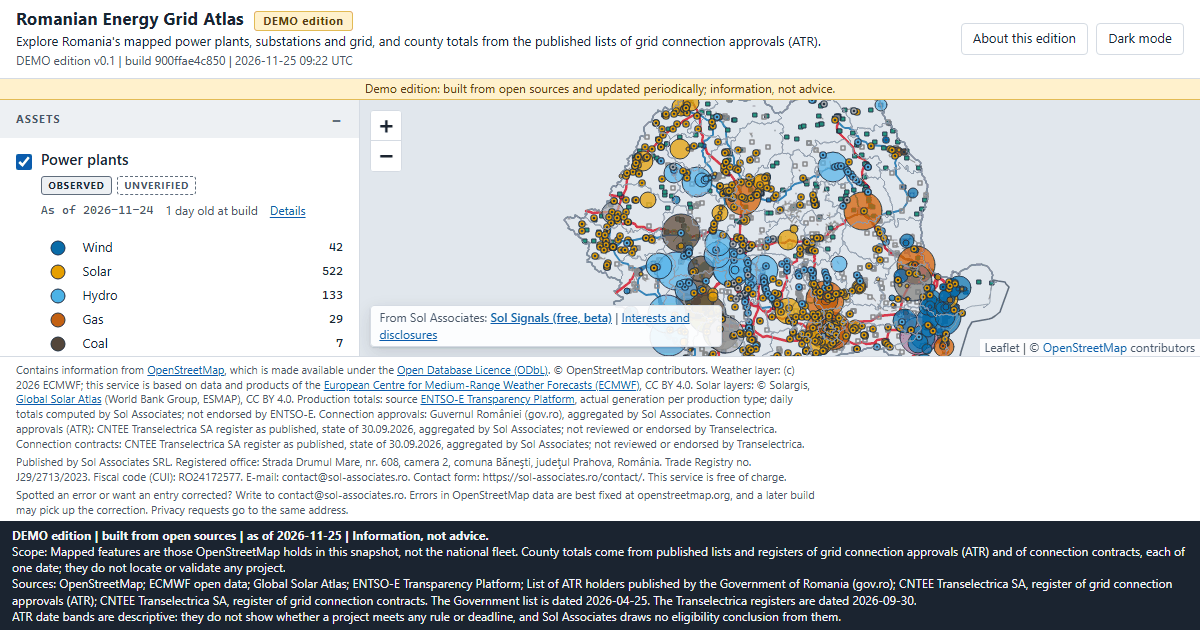 Romanian Energy Grid Atlas DEMO edition
Explore Romania's mapped power plants, substations and grid, and county totals from the published lists of grid connection approvals (ATR).
DEMO edition v0.1 | build 900ffae4c850 | 2026-11-25 09:22 UTC
About this edition
Dark mode
Demo edition: built from open sources and updated periodically; information, not advice.
ASSETS −
Power plants
OBSERVED UNVERIFIED
As of 2026-11-24 1 day old at build Details
Wind 42
Solar 522
Hydro 133
Gas 29
Coal 7
+
−
From Sol Associates: Sol Signals (free, beta) | Interests and
disclosures
Leaflet | © OpenStreetMap contributors
Contains information from OpenStreetMap, which is made available under the Open Database Licence (ODbL). © OpenStreetMap contributors. Weather layer: (c)
2026 ECMWF; this service is based on data and products of the European Centre for Medium-Range Weather Forecasts (ECMWF), CC BY 4.0. Solar layers: © Solargis,
Global Solar Atlas (World Bank Group, ESMAP), CC BY 4.0. Production totals: source ENTSO-E Transparency Platform, actual generation per production type; daily
totals computed by Sol Associates; not endorsed by ENTSO-E. Connection approvals: Guvernul României (gov.ro), aggregated by Sol Associates. Connection
approvals (ATR): CNTEE Transelectrica SA register as published, state of 30.09.2026, aggregated by Sol Associates; not reviewed or endorsed by Transelectrica.
Connection contracts: CNTEE Transelectrica SA register as published, state of 30.09.2026, aggregated by Sol Associates; not reviewed or endorsed by Transelectrica.
Published by Sol Associates SRL. Registered office: Strada Drumul Mare, nr. 608, camera 2, comuna Bănești, județul Prahova, România. Trade Registry no.
J29/2713/2023. Fiscal code (CUI): RO24172577. E-mail: contact@sol-associates.ro. Contact form: https://sol-associates.ro/contact/. This service is free of charge.
Spotted an error or want an entry corrected? Write to contact@sol-associates.ro. Errors in OpenStreetMap data are best fixed at openstreetmap.org, and a later build
may pick up the correction. Privacy requests go to the same address.
DEMO edition | built from open sources | as of 2026-11-25 | Information, not advice.
Scope: Mapped features are those OpenStreetMap holds in this snapshot, not the national fleet. County totals come from published lists and registers of grid connection approvals (ATR) and of connection contracts, each of
one date; they do not locate or validate any project.
Sources: OpenStreetMap; ECMWF open data; Global Solar Atlas; ENTSO-E Transparency Platform; List of ATR holders published by the Government of Romania (gov.ro); CNTEE Transelectrica SA, register of grid connection
approvals (ATR); CNTEE Transelectrica SA, register of grid connection contracts. The Government list is dated 2026-04-25. The Transelectrica registers are dated 2026-09-30.
ATR date bands are descriptive: they do not show whether a project meets any rule or deadline, and Sol Associates draws no eligibility conclusion from them.